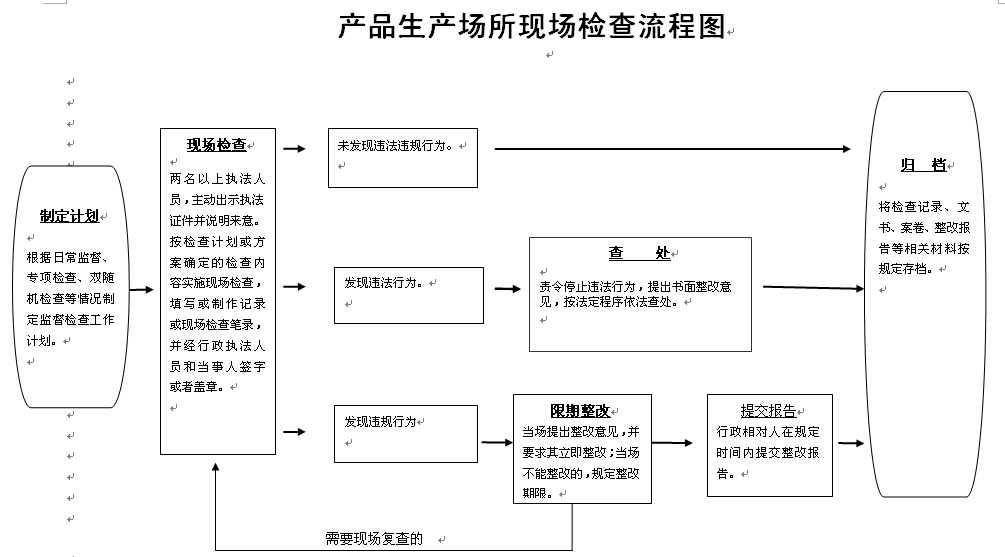 产品生产场所现场检查流程图
制定计划
根据日常监督、
专项检查、双随
机检查等情况制
定监督检查工作
计划。
现场检查
两名以上执法人
员，主动出示执法
证件并说明来意。
按检查计划或方
案确定的检查内
容实施现场检查，
填写或制作记录
或现场检查笔录，
并经行政执法人
员和当事人签字
或者盖章。
未发现违法违规行为。
发现违法行为。
查 处
责令停止违法行为，提出书面整改意
见，按法定程序依法查处。
发现违规行为
限期整改
当场提出整改意见，并
要求其立即整改；当场
不能整改的，规定整改
期限。
提交报告
行政相对人在规定
时间内提交整改报
告。
归 档
将检查记录、文
书、案卷、整改报
告等相关材料按
规定存档。
需要现场复查的